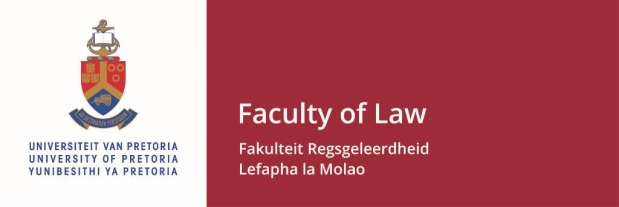 UNIVERSITEIT VAN PRETORIA
UNIVERSITY OF PRETORIA
YUNIBESITHI YA PRETORIA
Faculty of Law
Fakulteit Regsgeleerdheid
Lefapha la Molao